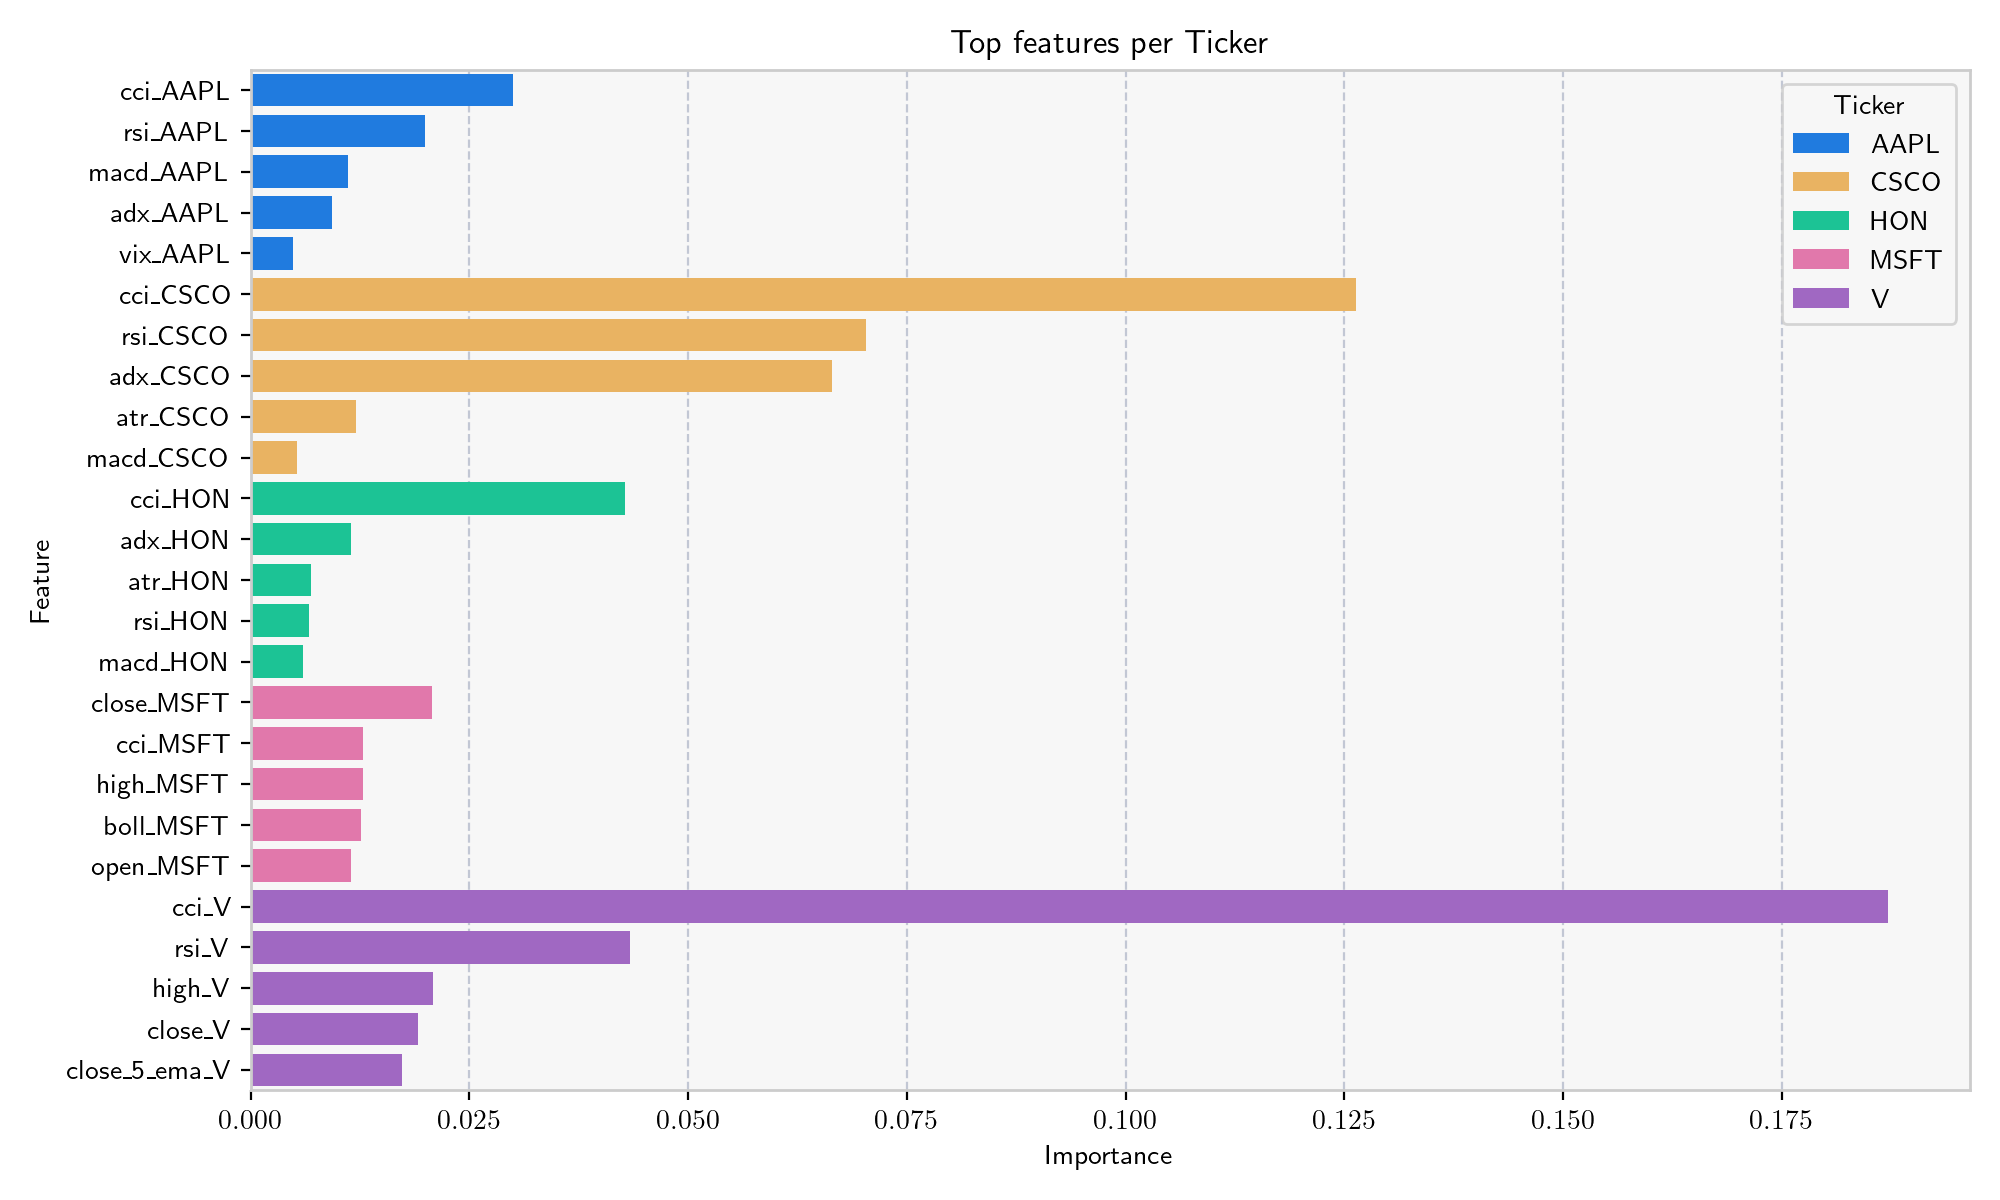 Top features per Ticker
Feature
cci_AAPL
rsi_AAPL
macd_AAPL
adx_AAPL
vix_AAPL
cci_CSCO
rsi_CSCO
adx_CSCO
atr_CSCO
macd_CSCO
cci_HON
adx_HON
atr_HON
rsi_HON
macd_HON
close_MSFT
cci_MSFT
high_MSFT
boll_MSFT
open_MSFT
cci_V
rsi_V
high_V
close_V
close_5_ema_V
Ticker
AAPL
CSCO
HON
MSFT
V
0.000 0.025 0.050 0.075 0.100 0.125 0.150 0.175
Importance